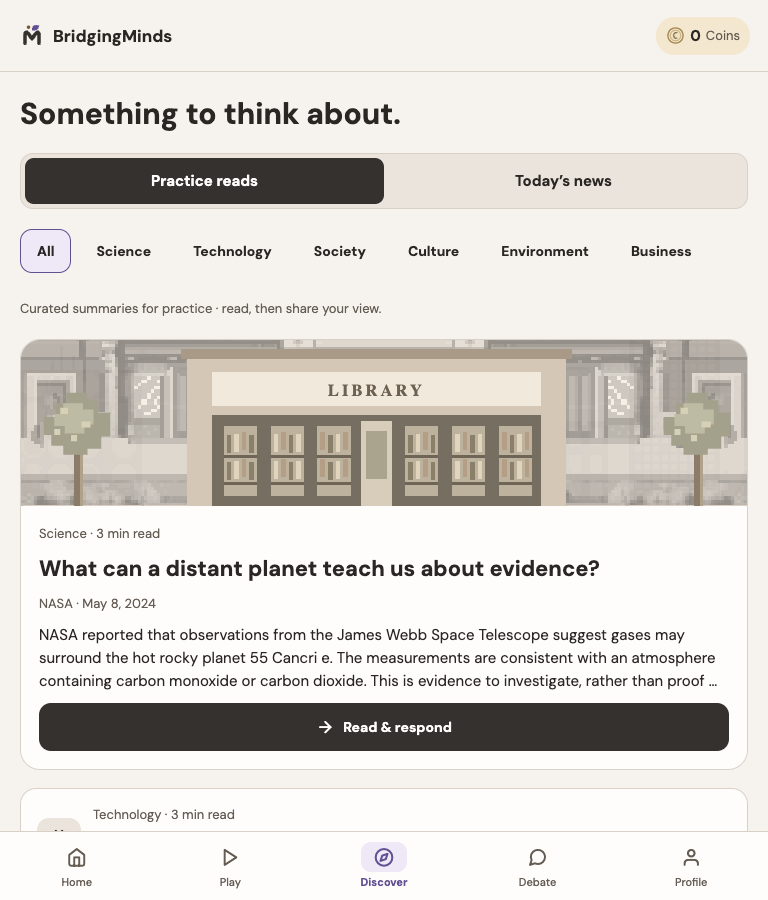 BridgingMinds
0 Coins
Something to think about.
Practice reads
Today’s news
All
Science
Technology
Society
Culture
Environment
Business
Curated summaries for practice · read, then share your view.
LIBRARY
Science · 3 min read
What can a distant planet teach us about evidence?
NASA · May 8, 2024
NASA reported that observations from the James Webb Space Telescope suggest gases may
surround the hot rocky planet 55 Cancri e. The measurements are consistent with an atmosphere
containing carbon monoxide or carbon dioxide. This is evidence to investigate, rather than proof ...
Read & respond
Technology · 3 min read
Home
Play
Discover
Debate
Profile